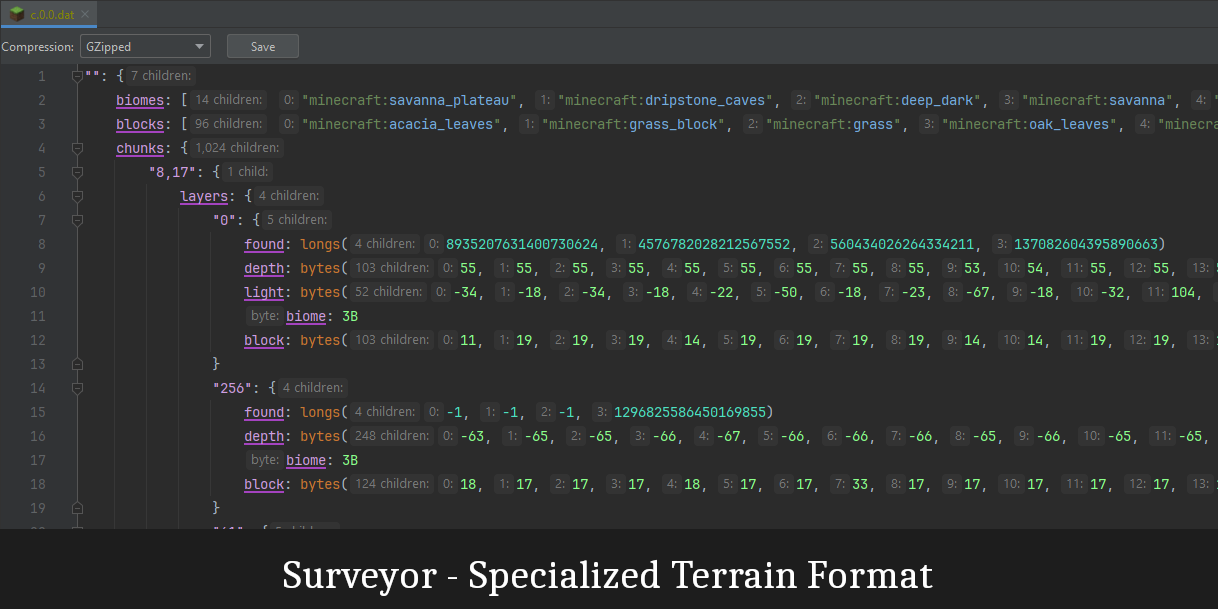 c.0.0.dat
Compression: GZipped Save
1 "": { 7 children:
2 biomes: [ 14 children: 0: "minecraft:savanna_plateau", 1: "minecraft:dripstone_caves", 2: "minecraft:deep_dark", 3: "minecraft:savanna", 4: "
3 blocks: [ 96 children: 0: "minecraft:acacia_leaves", 1: "minecraft:grass_block", 2: "minecraft:grass", 3: "minecraft:oak_leaves", 4: "minecra
4 chunks: { 1,024 children:
5 "8,17": { 1 child:
6 layers: { 4 children:
7 "0": { 5 children:
8 found: longs( 4 children: 0: 8935207631400730624, 1: 4576782028212567552, 2: 560434026264334211, 3: 137082604395890663)
9 depth: bytes( 103 children: 0: 55, 1: 55, 2: 55, 3: 55, 4: 55, 5: 55, 6: 55, 7: 55, 8: 55, 9: 53, 10: 54, 11: 55, 12: 55, 13:
10 light: bytes( 52 children: 0: -34, 1: -18, 2: -34, 3: -18, 4: -22, 5: -50, 6: -18, 7: -23, 8: -67, 9: -18, 10: -32, 11: 104,
11 byte: biome: 3B
12 block: bytes( 103 children: 0: 11, 1: 19, 2: 19, 3: 19, 4: 14, 5: 19, 6: 19, 7: 19, 8: 19, 9: 14, 10: 14, 11: 19, 12: 19, 13:
13 }
14 "256": { 4 children:
15 found: longs( 4 children: 0: -1, 1: -1, 2: -1, 3: 1296825586450169855)
16 depth: bytes( 248 children: 0: -63, 1: -65, 2: -65, 3: -66, 4: -67, 5: -66, 6: -66, 7: -66, 8: -65, 9: -66, 10: -65, 11: -65,
17 byte: biome: 3B
18 block: bytes( 124 children: 0: 18, 1: 17, 2: 17, 3: 17, 4: 18, 5: 17, 6: 17, 7: 33, 8: 17, 9: 17, 10: 17, 11: 17, 12: 17, 13:
19 }
Surveyor - Specialized Terrain Format